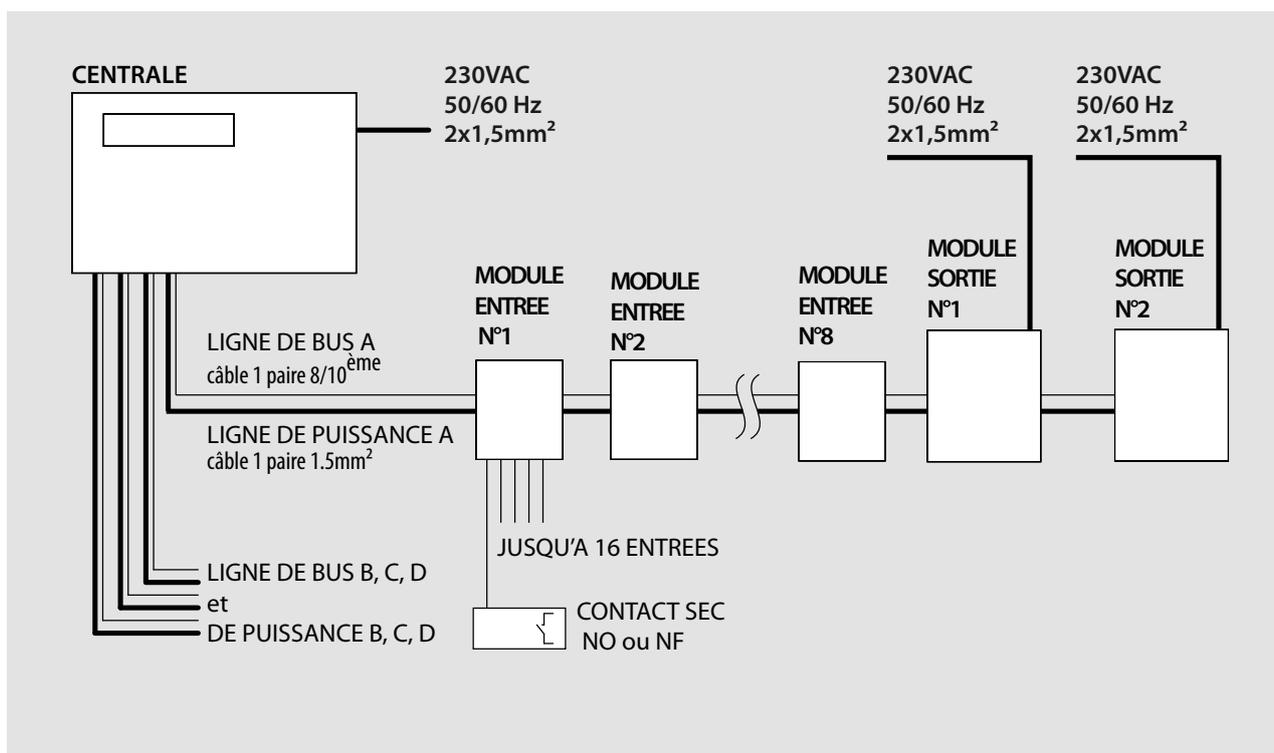 CENTRALE
230VAC
50/60 Hz
2x1,5mm²
230VAC
50/60 Hz
2x1,5mm²
230VAC
50/60 Hz
2x1,5mm²
MODULE
ENTREE
N°1
MODULE
ENTREE
N°2
MODULE
ENTREE
N°8
MODULE
SORTIE
N°1
MODULE
SORTIE
N°2
LIGNE DE BUS A
câble 1 paire 8/10ème
LIGNE DE PUISSANCE A
câble 1 paire 1.5mm²
JUSQU'A 16 ENTREES
LIGNE DE BUS B, C, D
et
DE PUISSANCE B, C, D
CONTACT SEC
NO ou NF